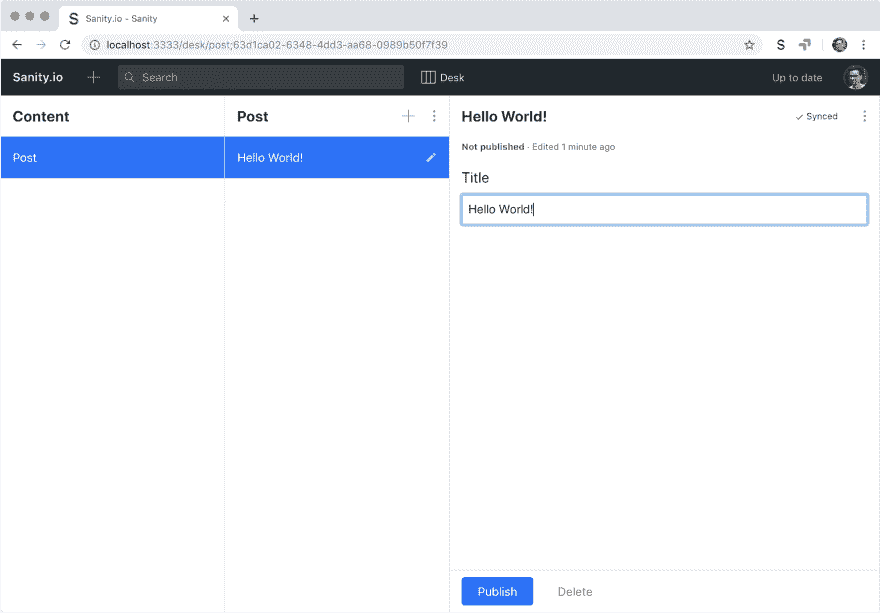 S Sanity.io - Sanity
localhost:3333/desk/post;63d1ca02-6348-4dd3-aa68-0989b50f7f39 S
Sanity.io Search Desk Up to date
Content Post Hello World! Synced
Not published · Edited 1 minute ago
Post Hello World!
Title
Hello World!
Publish Delete